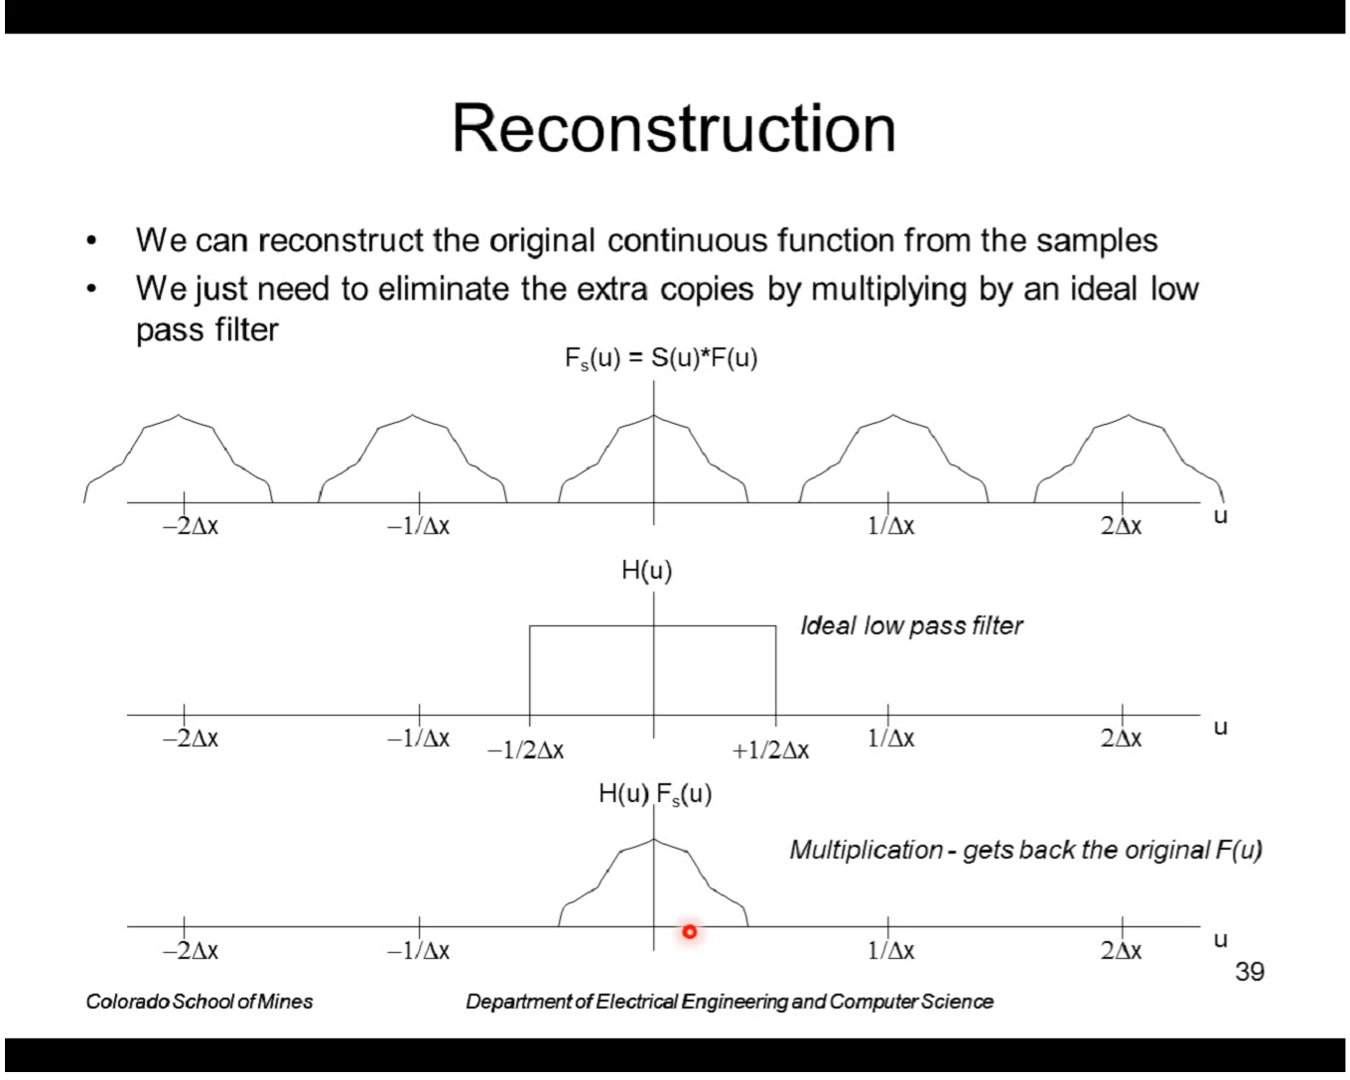 Reconstruction
• We can reconstruct the original continuous function from the samples
• We just need to eliminate the extra copies by multiplying by an ideal low
pass filter
Fₛ(u) = S(u)*F(u)
−2Δx −1/Δx 1/Δx 2Δx u
H(u)
Ideal low pass filter
−2Δx −1/Δx −1/2Δx +1/2Δx 1/Δx 2Δx u
H(u) Fₛ(u)
Multiplication - gets back the original F(u)
−2Δx −1/Δx 1/Δx 2Δx u
39
Colorado School of Mines Department of Electrical Engineering and Computer Science